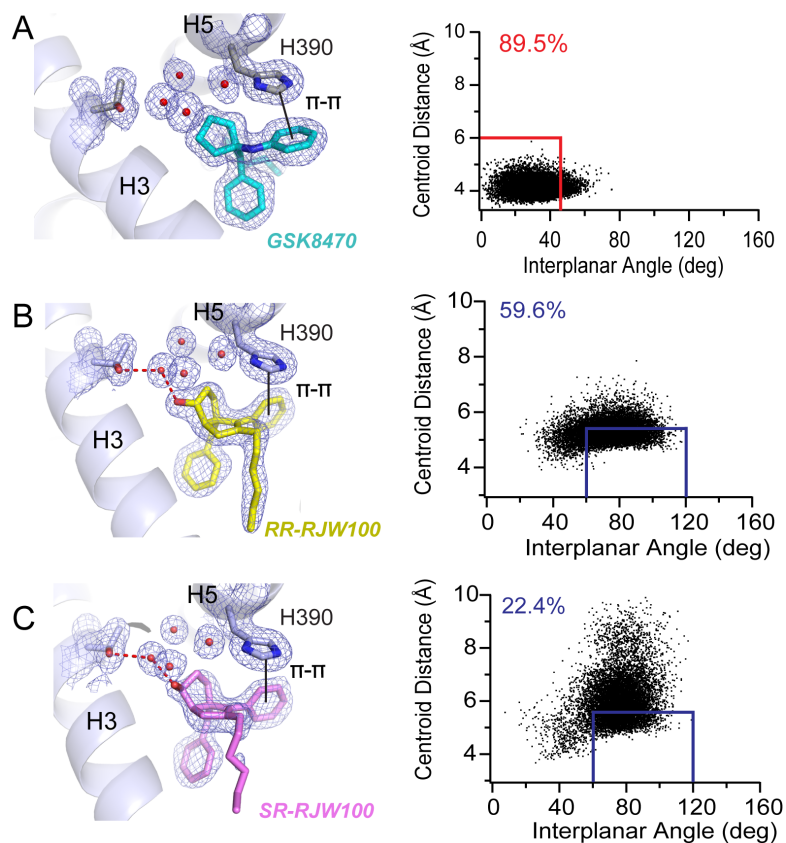 A
H5
H390
π-π
H3
GSK8470
89.5%
Centroid Distance (Å)
10
8
6
4
0 40 80 120 160
Interplanar Angle (deg)
B
H5
H390
π-π
H3
RR-RJW100
59.6%
Centroid Distance (Å)
10
8
6
4
0 40 80 120 160
Interplanar Angle (deg)
C
H5
H390
π-π
H3
SR-RJW100
22.4%
Centroid Distance (Å)
10
8
6
4
0 40 80 120 160
Interplanar Angle (deg)